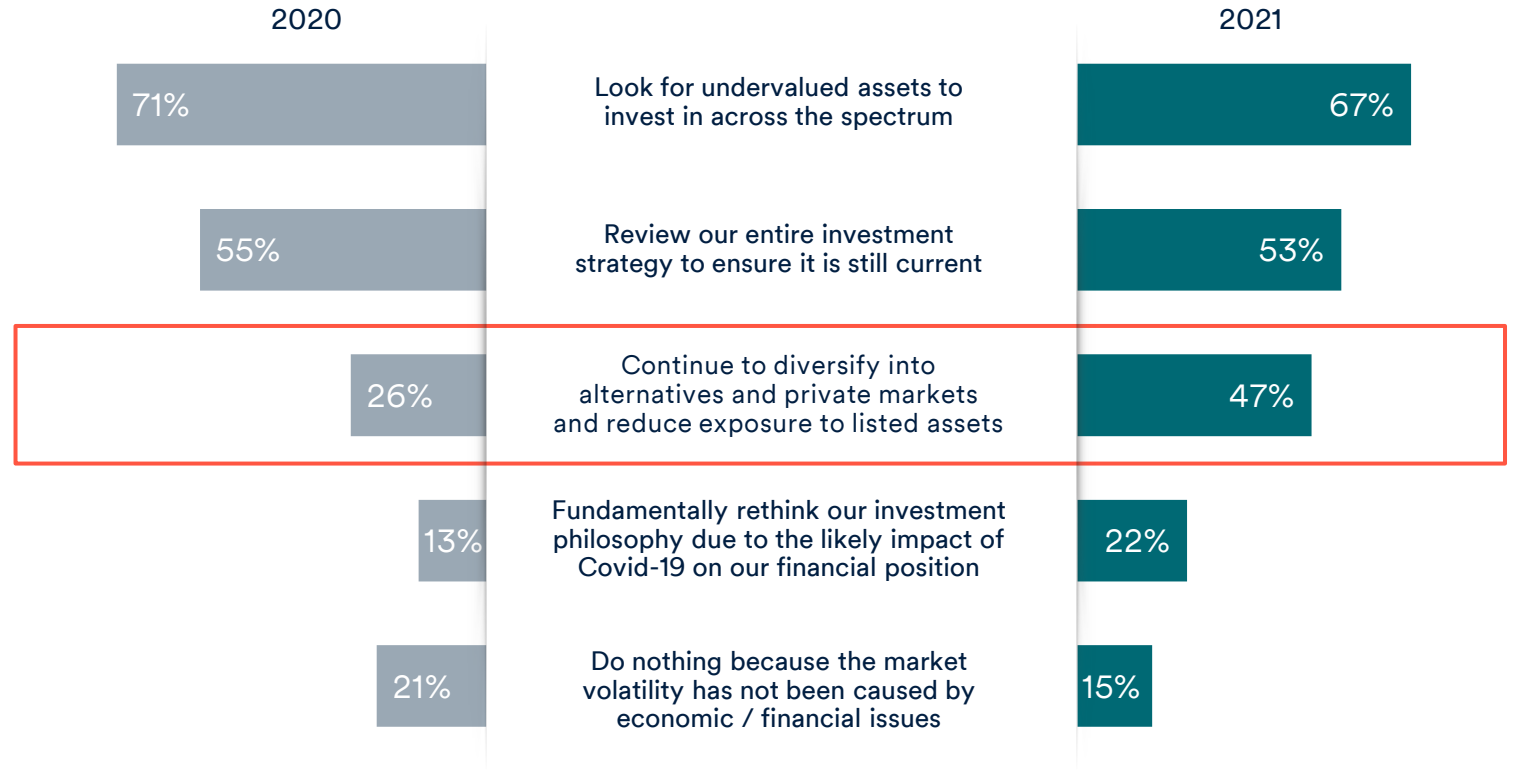 2020
2021
71%
Look for undervalued assets to
invest in across the spectrum
67%
55%
Review our entire investment
strategy to ensure it is still current
53%
26%
Continue to diversify into
alternatives and private markets
and reduce exposure to listed assets
47%
13%
Fundamentally rethink our investment
philosophy due to the likely impact of
Covid-19 on our financial position
22%
21%
Do nothing because the market
volatility has not been caused by
economic / financial issues
15%